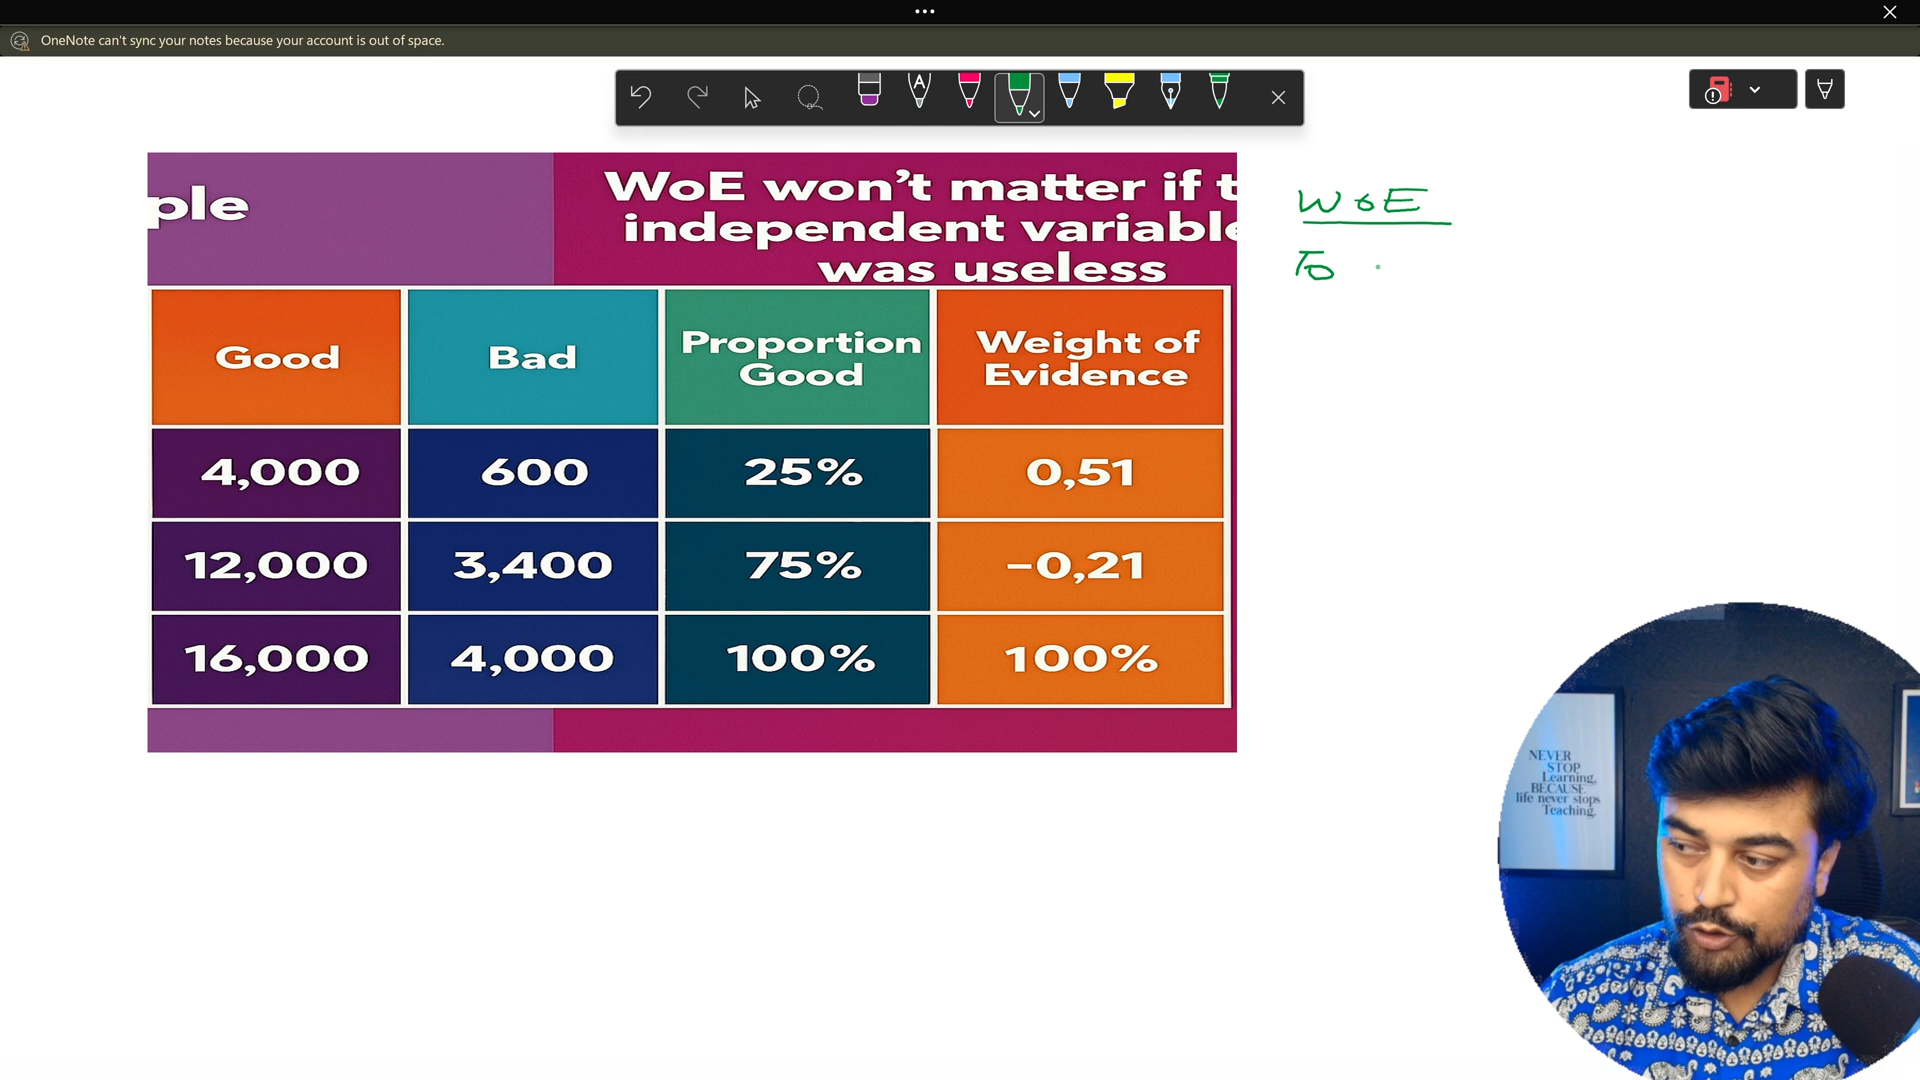 OneNote can't sync your notes because your account is out of space.
ple
WoE won't matter if t
independent variable
was useless
WOE
To
Good Bad Proportion Good Weight of Evidence
4,000 600 25% 0,51
12,000 3,400 75% −0,21
16,000 4,000 100% 100%
NEVER
STOP
Learning,
BECAUSE
life never stops
Teaching.